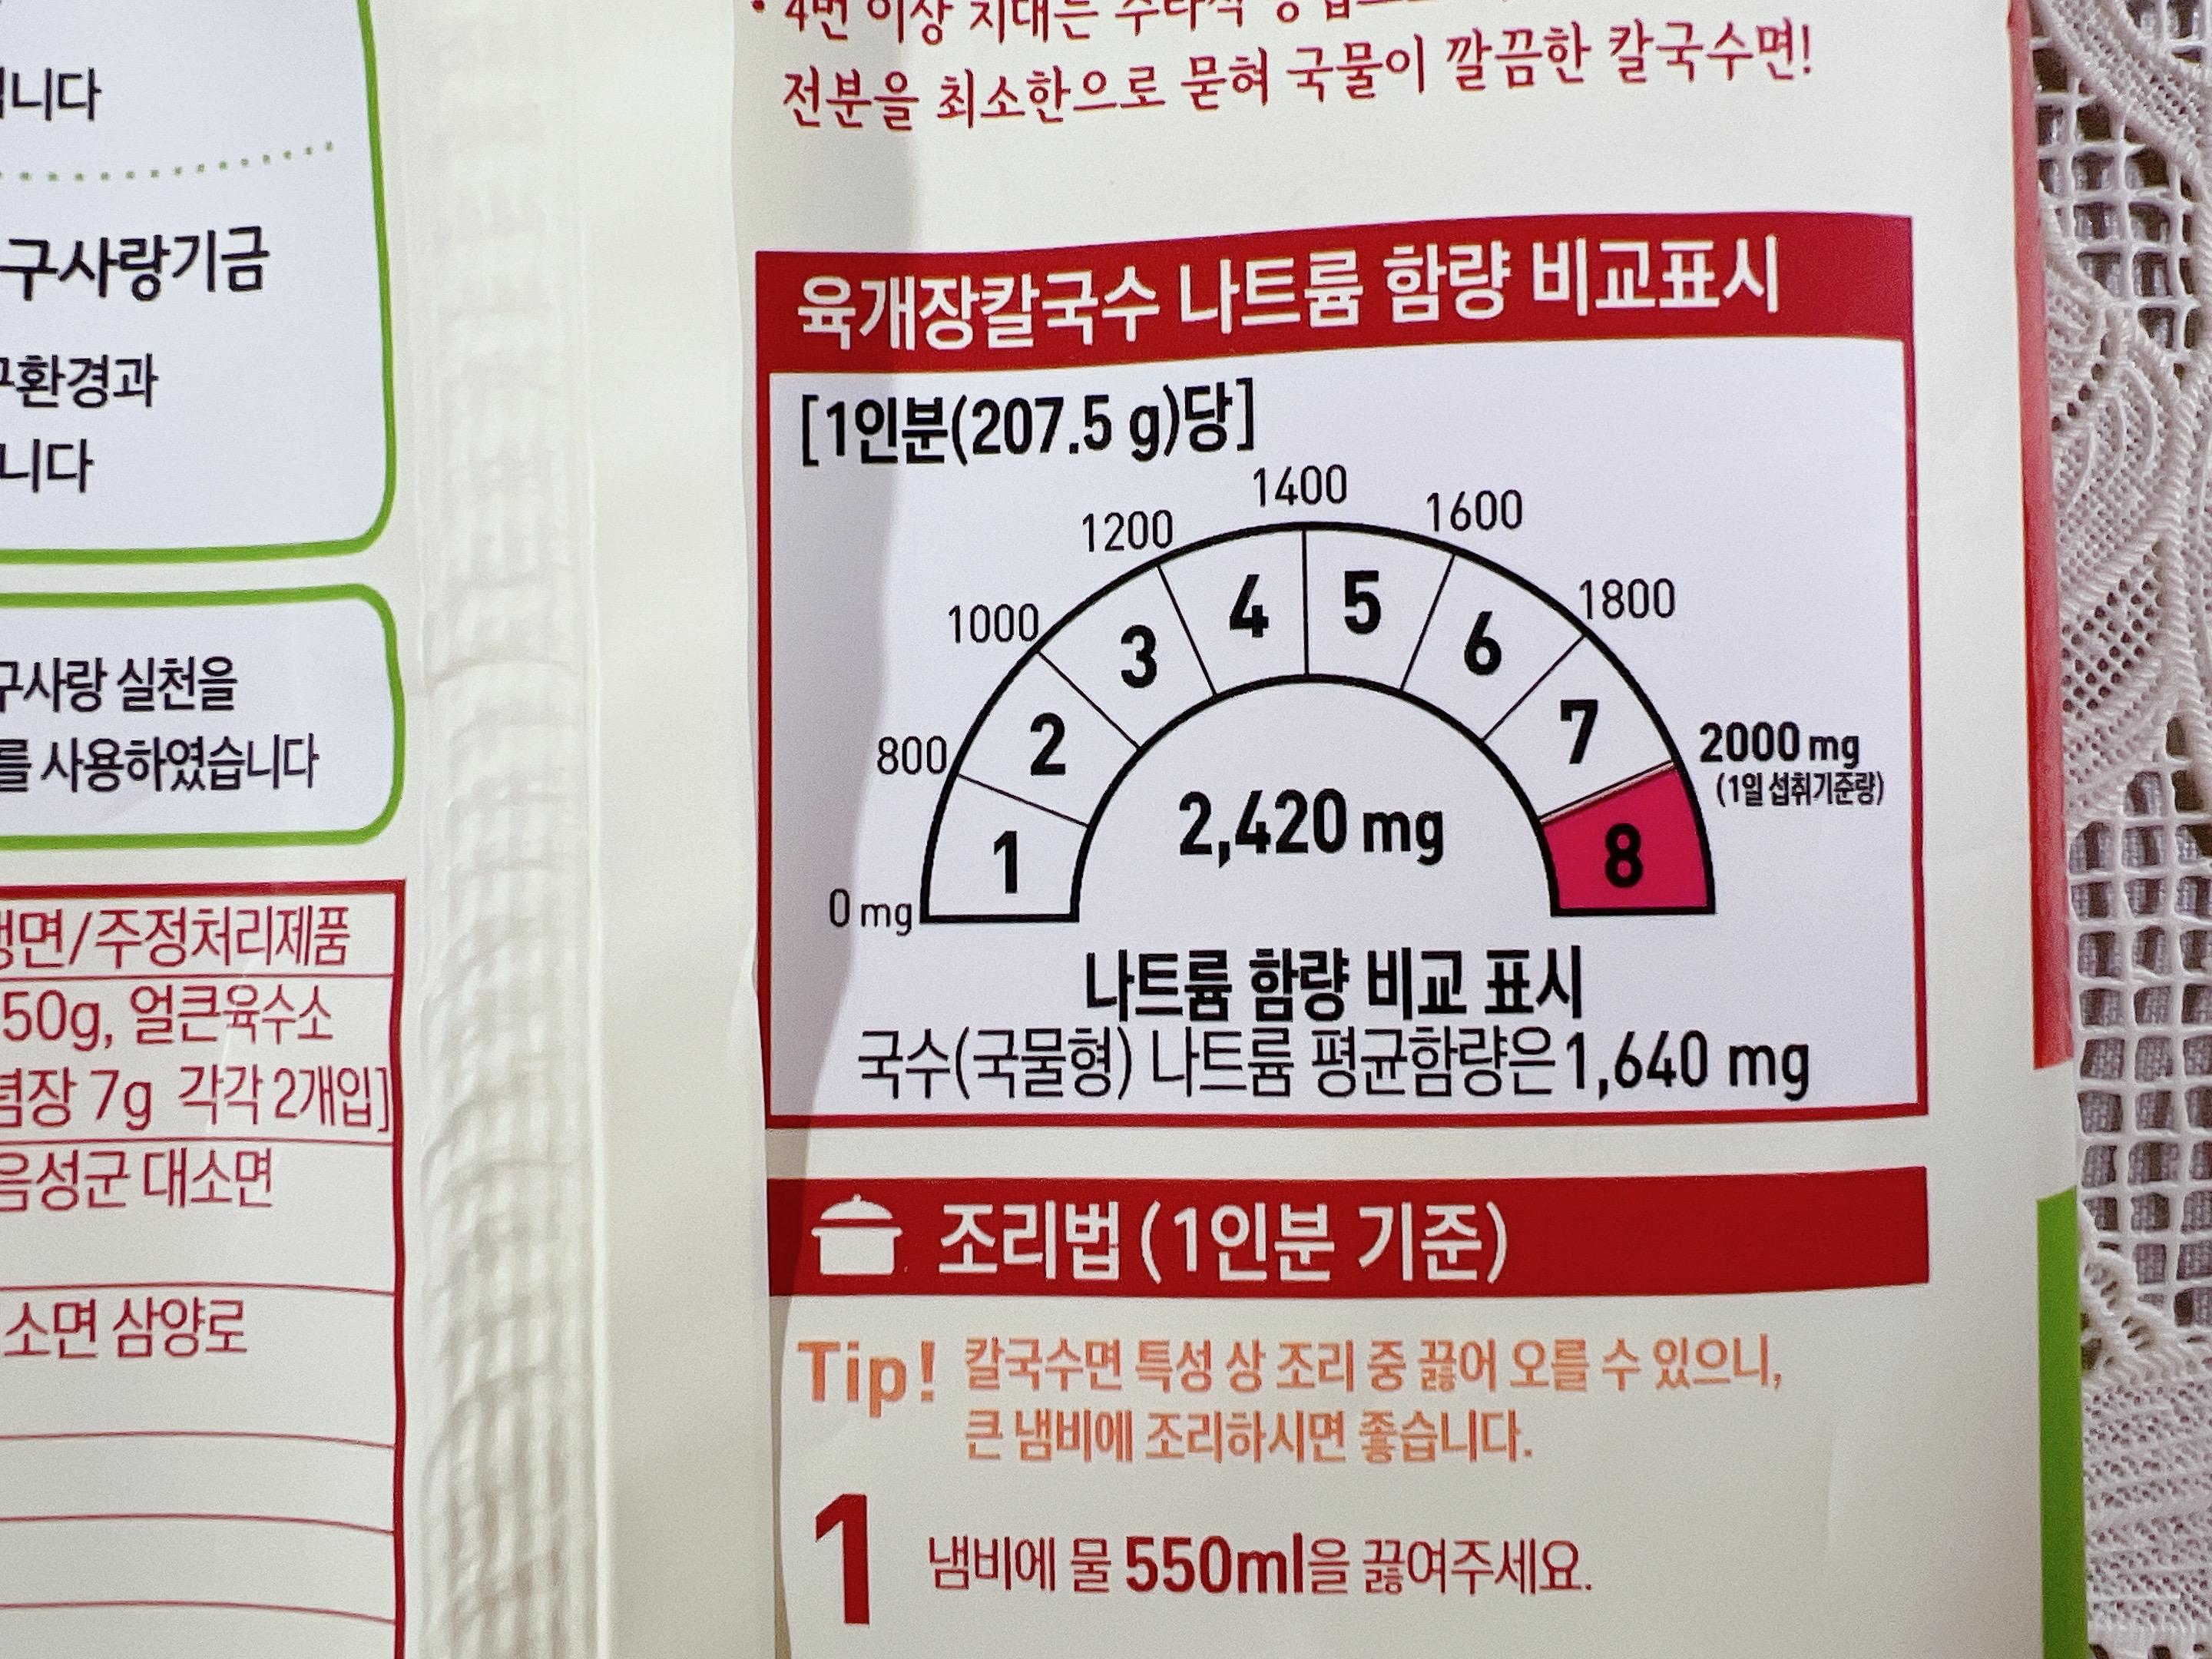 구사랑기금
환경과
니다
구사랑 실천을
를 사용하였습니다
/주정처리제품
50g, 얼큰육수소
장 7g 각각 2개입]
음성군 대소면
소면 삼양로
4번 이상 치대는
전분을 최소한으로 묻혀 국물이 깔끔한 칼국수면!
육개장칼국수 나트륨 함량 비교표시
[1인분(207.5 g)당]
0 mg
800
1000
1200
1400
1600
1800
2000 mg
(1일 섭취기준량)
1
2
3
4
5
6
7
8
2,420 mg
나트륨 함량 비교 표시
국수(국물형) 나트륨 평균함량은 1,640 mg
조리법 (1인분 기준)
Tip! 칼국수면 특성 상 조리 중 끓어 오를 수 있으니,
큰 냄비에 조리하시면 좋습니다.
1 냄비에 물 550ml을 끓여주세요.